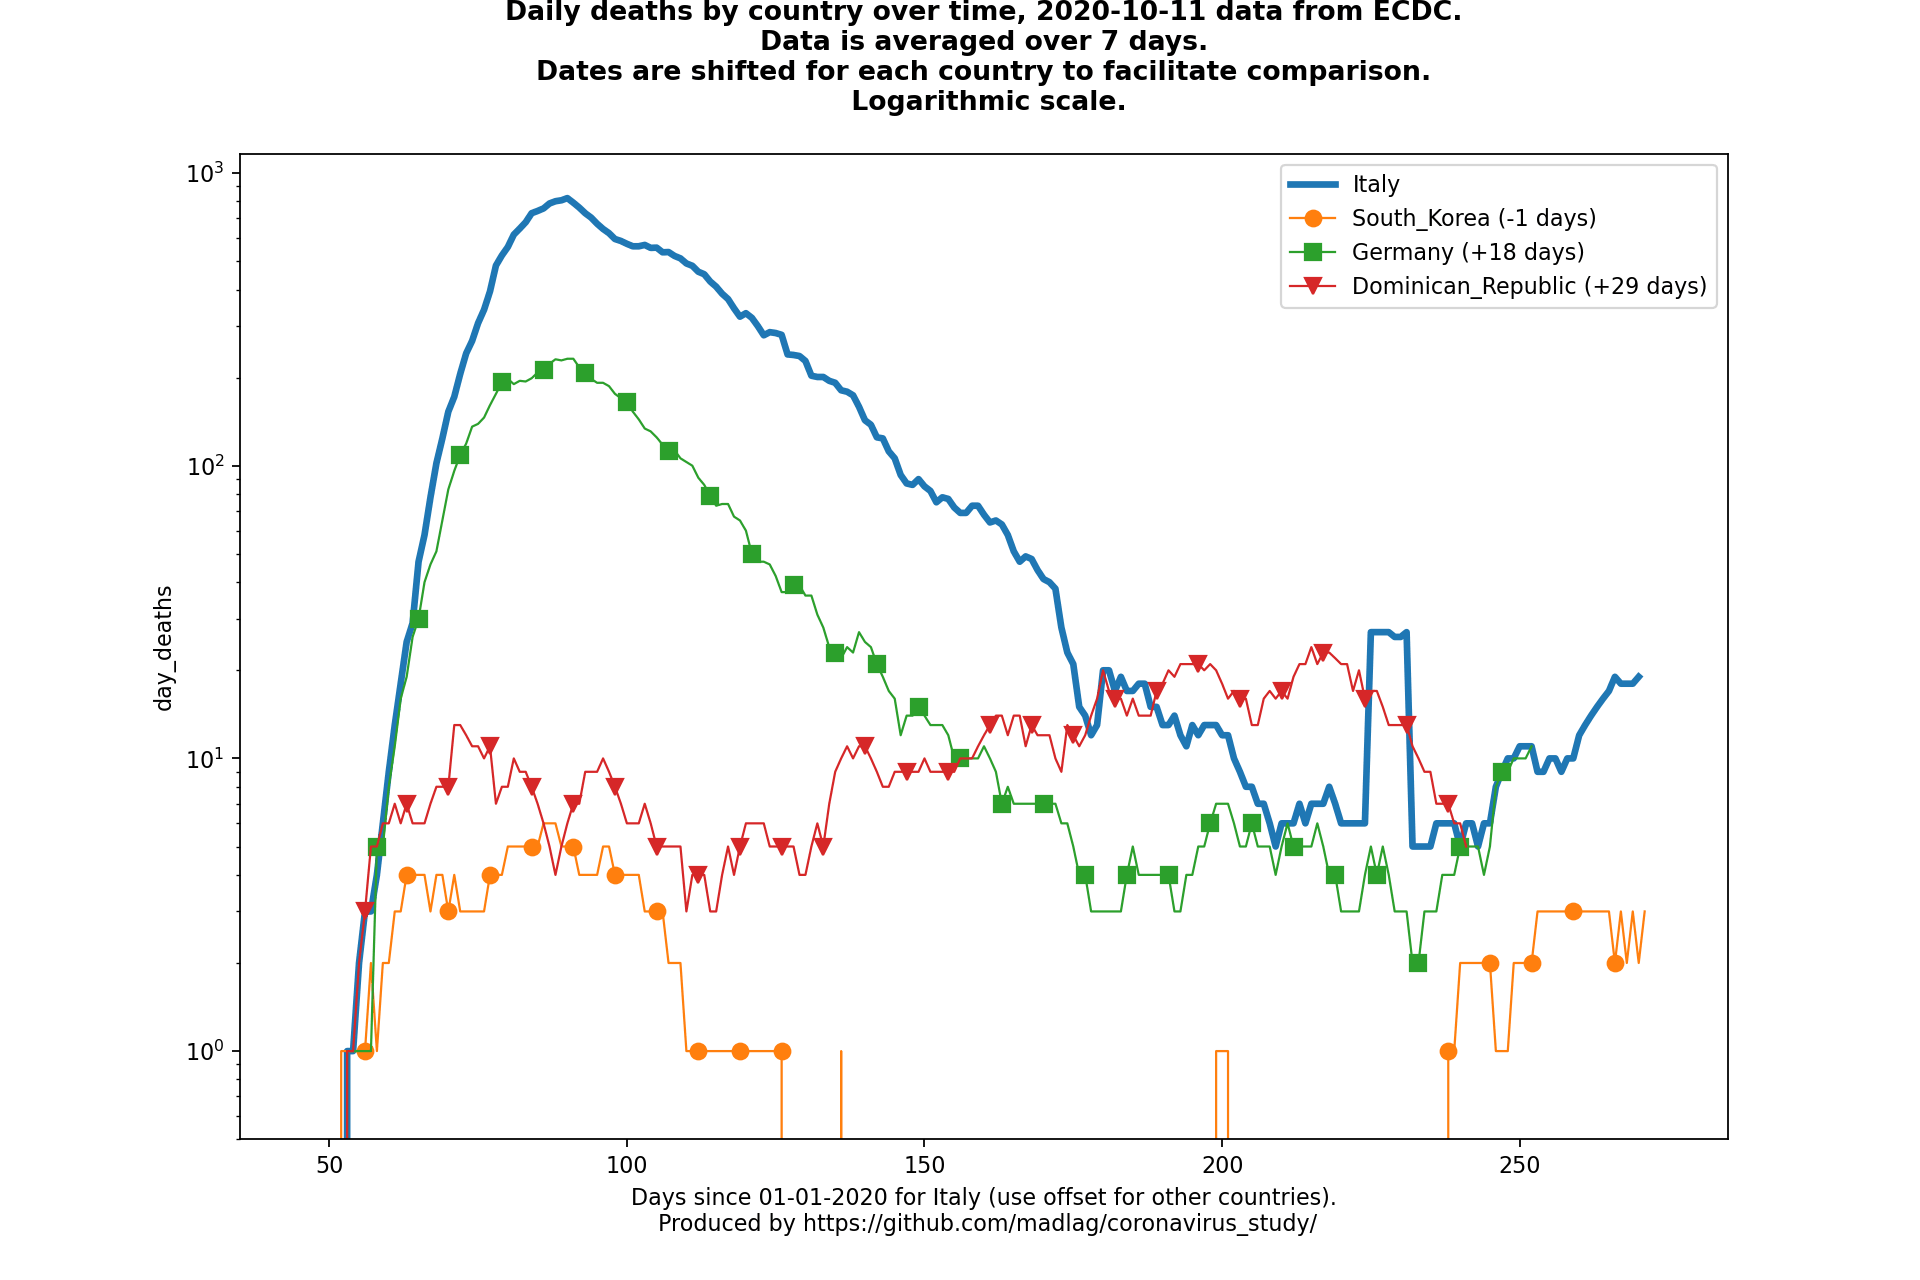 Daily deaths by country over time, 2020-10-11 data from ECDC.
Data is averaged over 7 days.
Dates are shifted for each country to facilitate comparison.
Logarithmic scale.
10³
10²
10¹
10⁰
day_deaths
Italy
South_Korea (-1 days)
Germany (+18 days)
Dominican_Republic (+29 days)
50 100 150 200 250
Days since 01-01-2020 for Italy (use offset for other countries).
Produced by https://github.com/madlag/coronavirus_study/